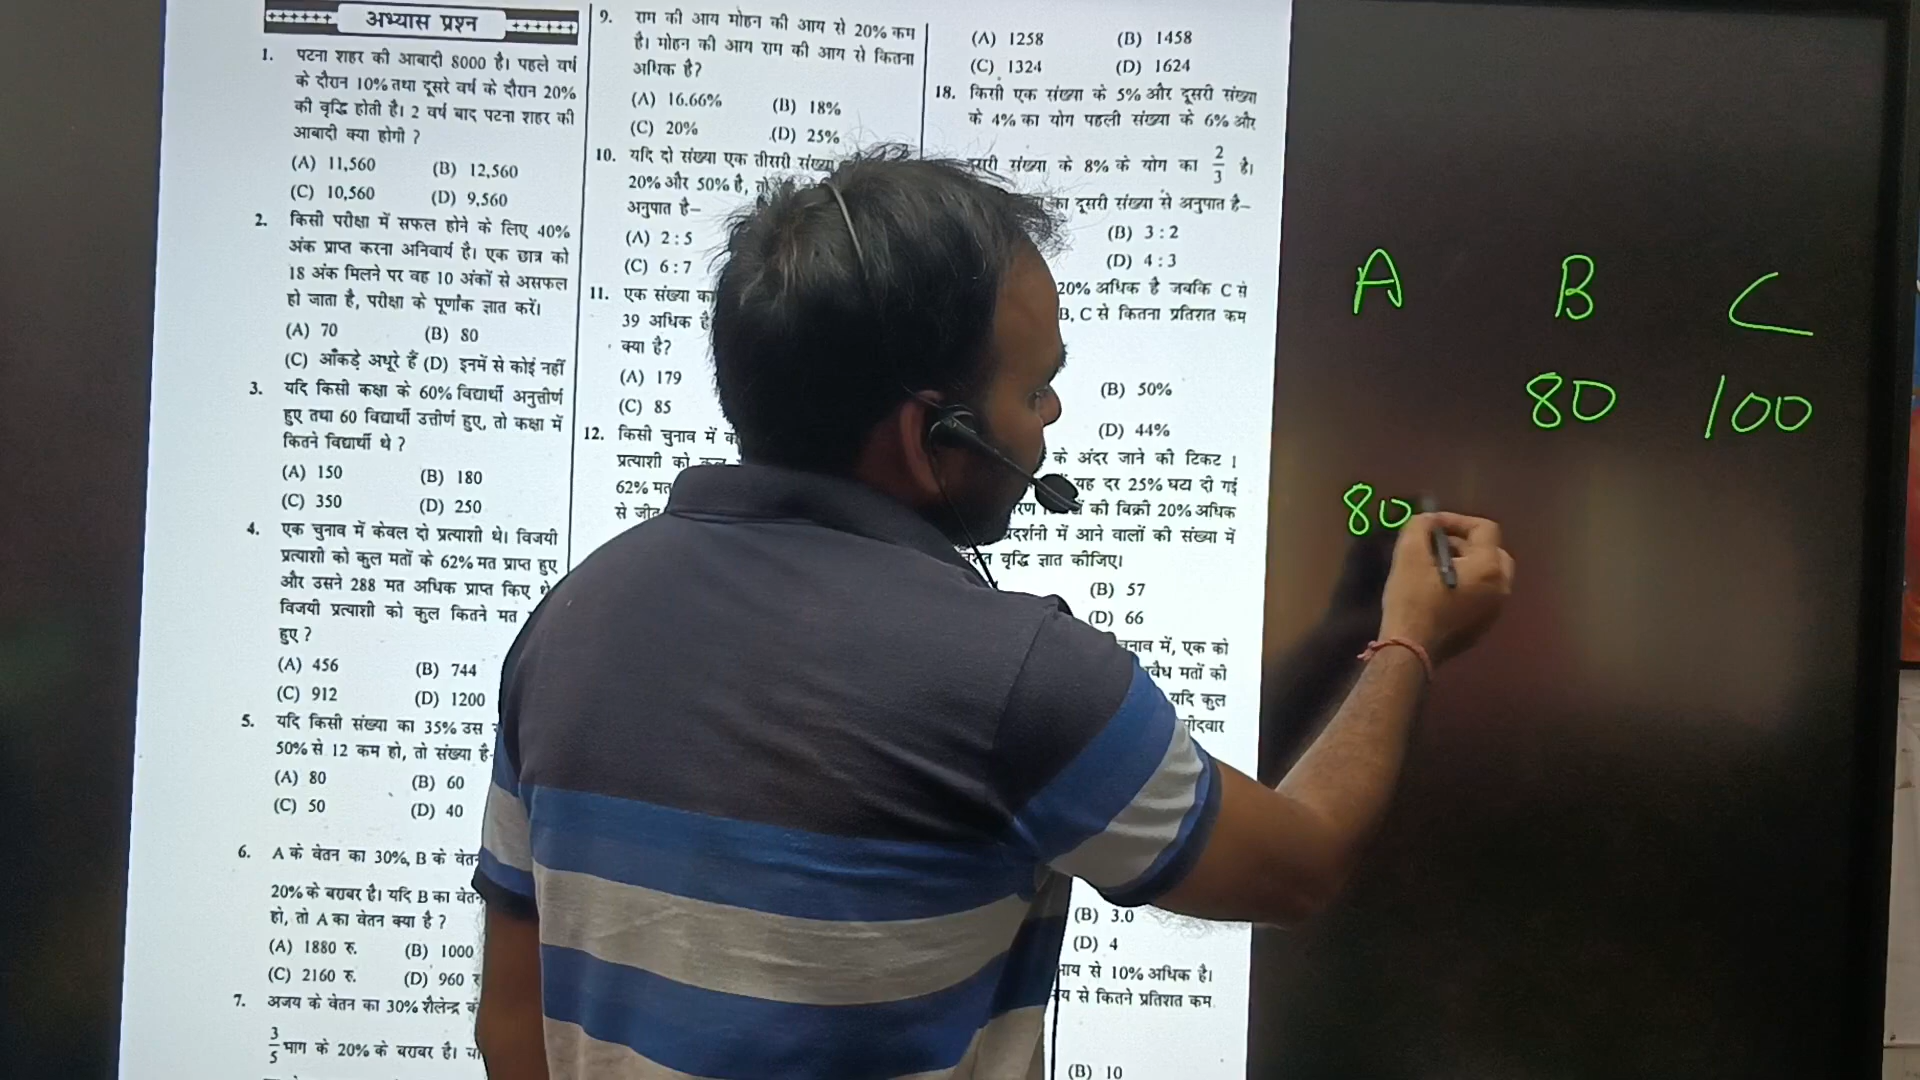 अभ्यास प्रश्न
1. पटना शहर की आबादी 8000 है। पहले वर्ष
के दौरान 10% तथा दूसरे वर्ष के दौरान 20%
की वृद्धि होती है। 2 वर्ष बाद पटना शहर की
आबादी क्या होगी ?
(A) 11,560 (B) 12,560
(C) 10,560 (D) 9,560
2. किसी परीक्षा में सफल होने के लिए 40%
अंक प्राप्त करना अनिवार्य है। एक छात्र को
18 अंक मिलने पर वह 10 अंकों से असफल
हो जाता है, परीक्षा के पूर्णांक ज्ञात करें।
(A) 70 (B) 80
(C) आँकड़े अधूरे हैं (D) इनमें से कोई नहीं
3. यदि किसी कक्षा के 60% विद्यार्थी अनुत्तीर्ण
हुए तथा 60 विद्यार्थी उत्तीर्ण हुए, तो कक्षा में
कितने विद्यार्थी थे ?
(A) 150 (B) 180
(C) 350 (D) 250
4. एक चुनाव में केवल दो प्रत्याशी थे। विजयी
प्रत्याशी को कुल मतों के 62% मत प्राप्त हुए
और उसने 288 मत अधिक प्राप्त किए
विजयी प्रत्याशी को कुल कितने मत
हुए ?
(A) 456 (B) 744
(C) 912 (D) 1200
5. यदि किसी संख्या का 35% उस
50% से 12 कम हो, तो संख्या है-
(A) 80 (B) 60
(C) 50 (D) 40
6. A के वेतन का 30%, B के वेतन
20% के बराबर है। यदि B का वेतन
हो, तो A का वेतन क्या है ?
(A) 1880 रु. (B) 1000
(C) 2160 रु. (D) 960
7. अजय के वेतन का 30% शैलेन्द्र
3/5 भाग के 20% के बराबर है।
9. राम की आय मोहन की आय से 20% कम
है। मोहन की आय राम की आय से कितना
अधिक है?
(A) 16.66% (B) 18%
(C) 20% (D) 25%
10. यदि दो संख्या एक तीसरी संख्या
20% और 50% है,
अनुपात है–
(A) 2 : 5
(C) 6 : 7
11. एक संख्या का
39 अधिक है
क्या है?
(A) 179
(C) 85
12. किसी चुनाव में
प्रत्याशी को
62% मत
से जीत
(A) 1258 (B) 1458
(C) 1324 (D) 1624
18. किसी एक संख्या के 5% और दूसरी संख्या
के 4% का योग पहली संख्या के 6% और
दूसरी संख्या के 8% के योग का 2/3 है।
का दूसरी संख्या से अनुपात है–
(B) 3 : 2
(D) 4 : 3
20% अधिक है जबकि C से
B, C से कितना प्रतिशत कम
(B) 50%
(D) 44%
के अंदर जाने की टिकट 1
यह दर 25% घटा दी गई
की बिक्री 20% अधिक
में आने वालों की संख्या में
वृद्धि ज्ञात कीजिए।
(B) 57
(D) 66
में, एक को
मतों की
यदि कुल
(B) 3.0
(D) 4
आय से 10% अधिक है।
से कितने प्रतिशत कम
(B) 10
A B C
80 100
80